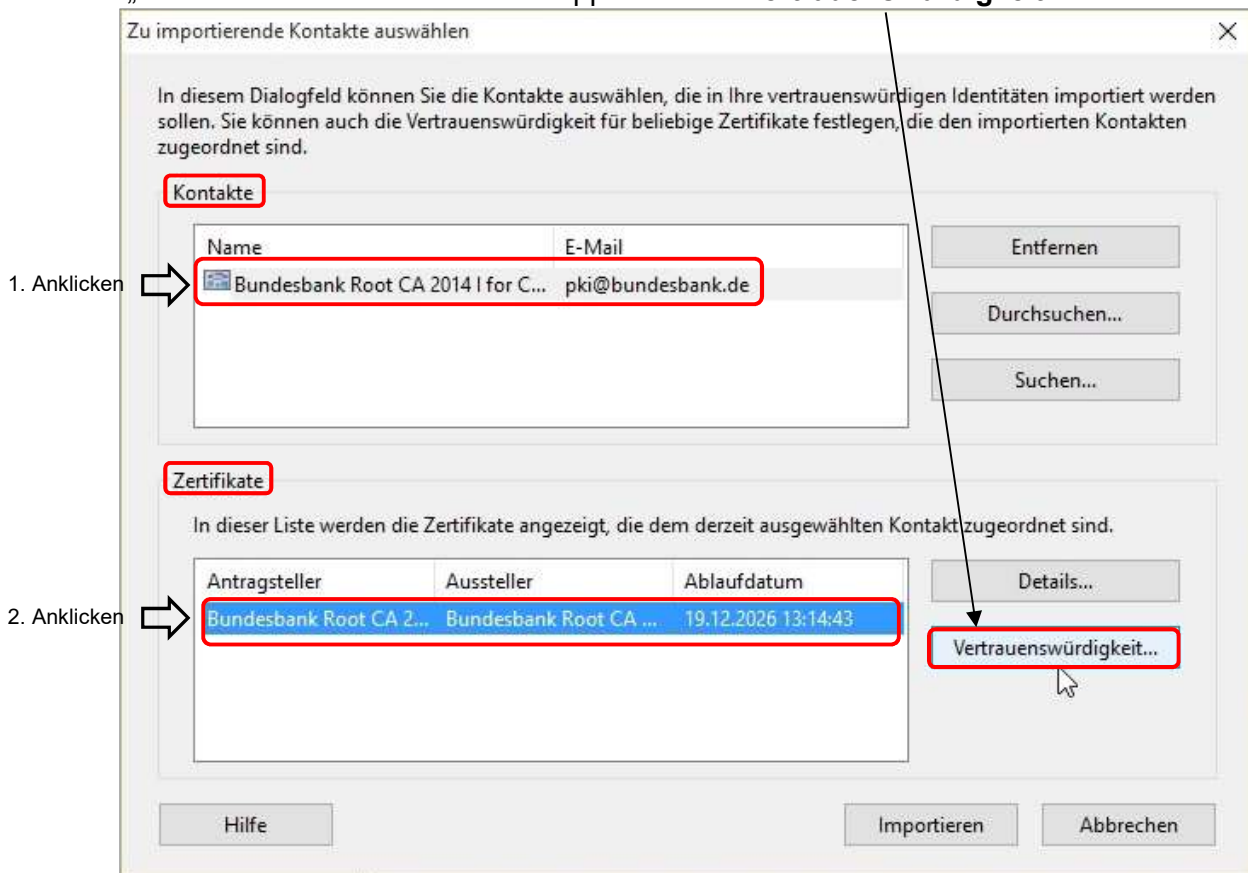 Zu importierende Kontakte auswählen
In diesem Dialogfeld können Sie die Kontakte auswählen, die in Ihre vertrauenswürdigen Identitäten importiert werden
sollen. Sie können auch die Vertrauenswürdigkeit für beliebige Zertifikate festlegen, die den importierten Kontakten
zugeordnet sind.
Kontakte
Name E-Mail
1. Anklicken
Bundesbank Root CA 2014 I for C... pki@bundesbank.de
Entfernen
Durchsuchen...
Suchen...
Zertifikate
In dieser Liste werden die Zertifikate angezeigt, die dem derzeit ausgewählten Kontakt zugeordnet sind.
Antragsteller Aussteller Ablaufdatum
2. Anklicken
Bundesbank Root CA 2... Bundesbank Root CA ... 19.12.2026 13:14:43
Details...
Vertrauenswürdigkeit...
Hilfe
Importieren
Abbrechen